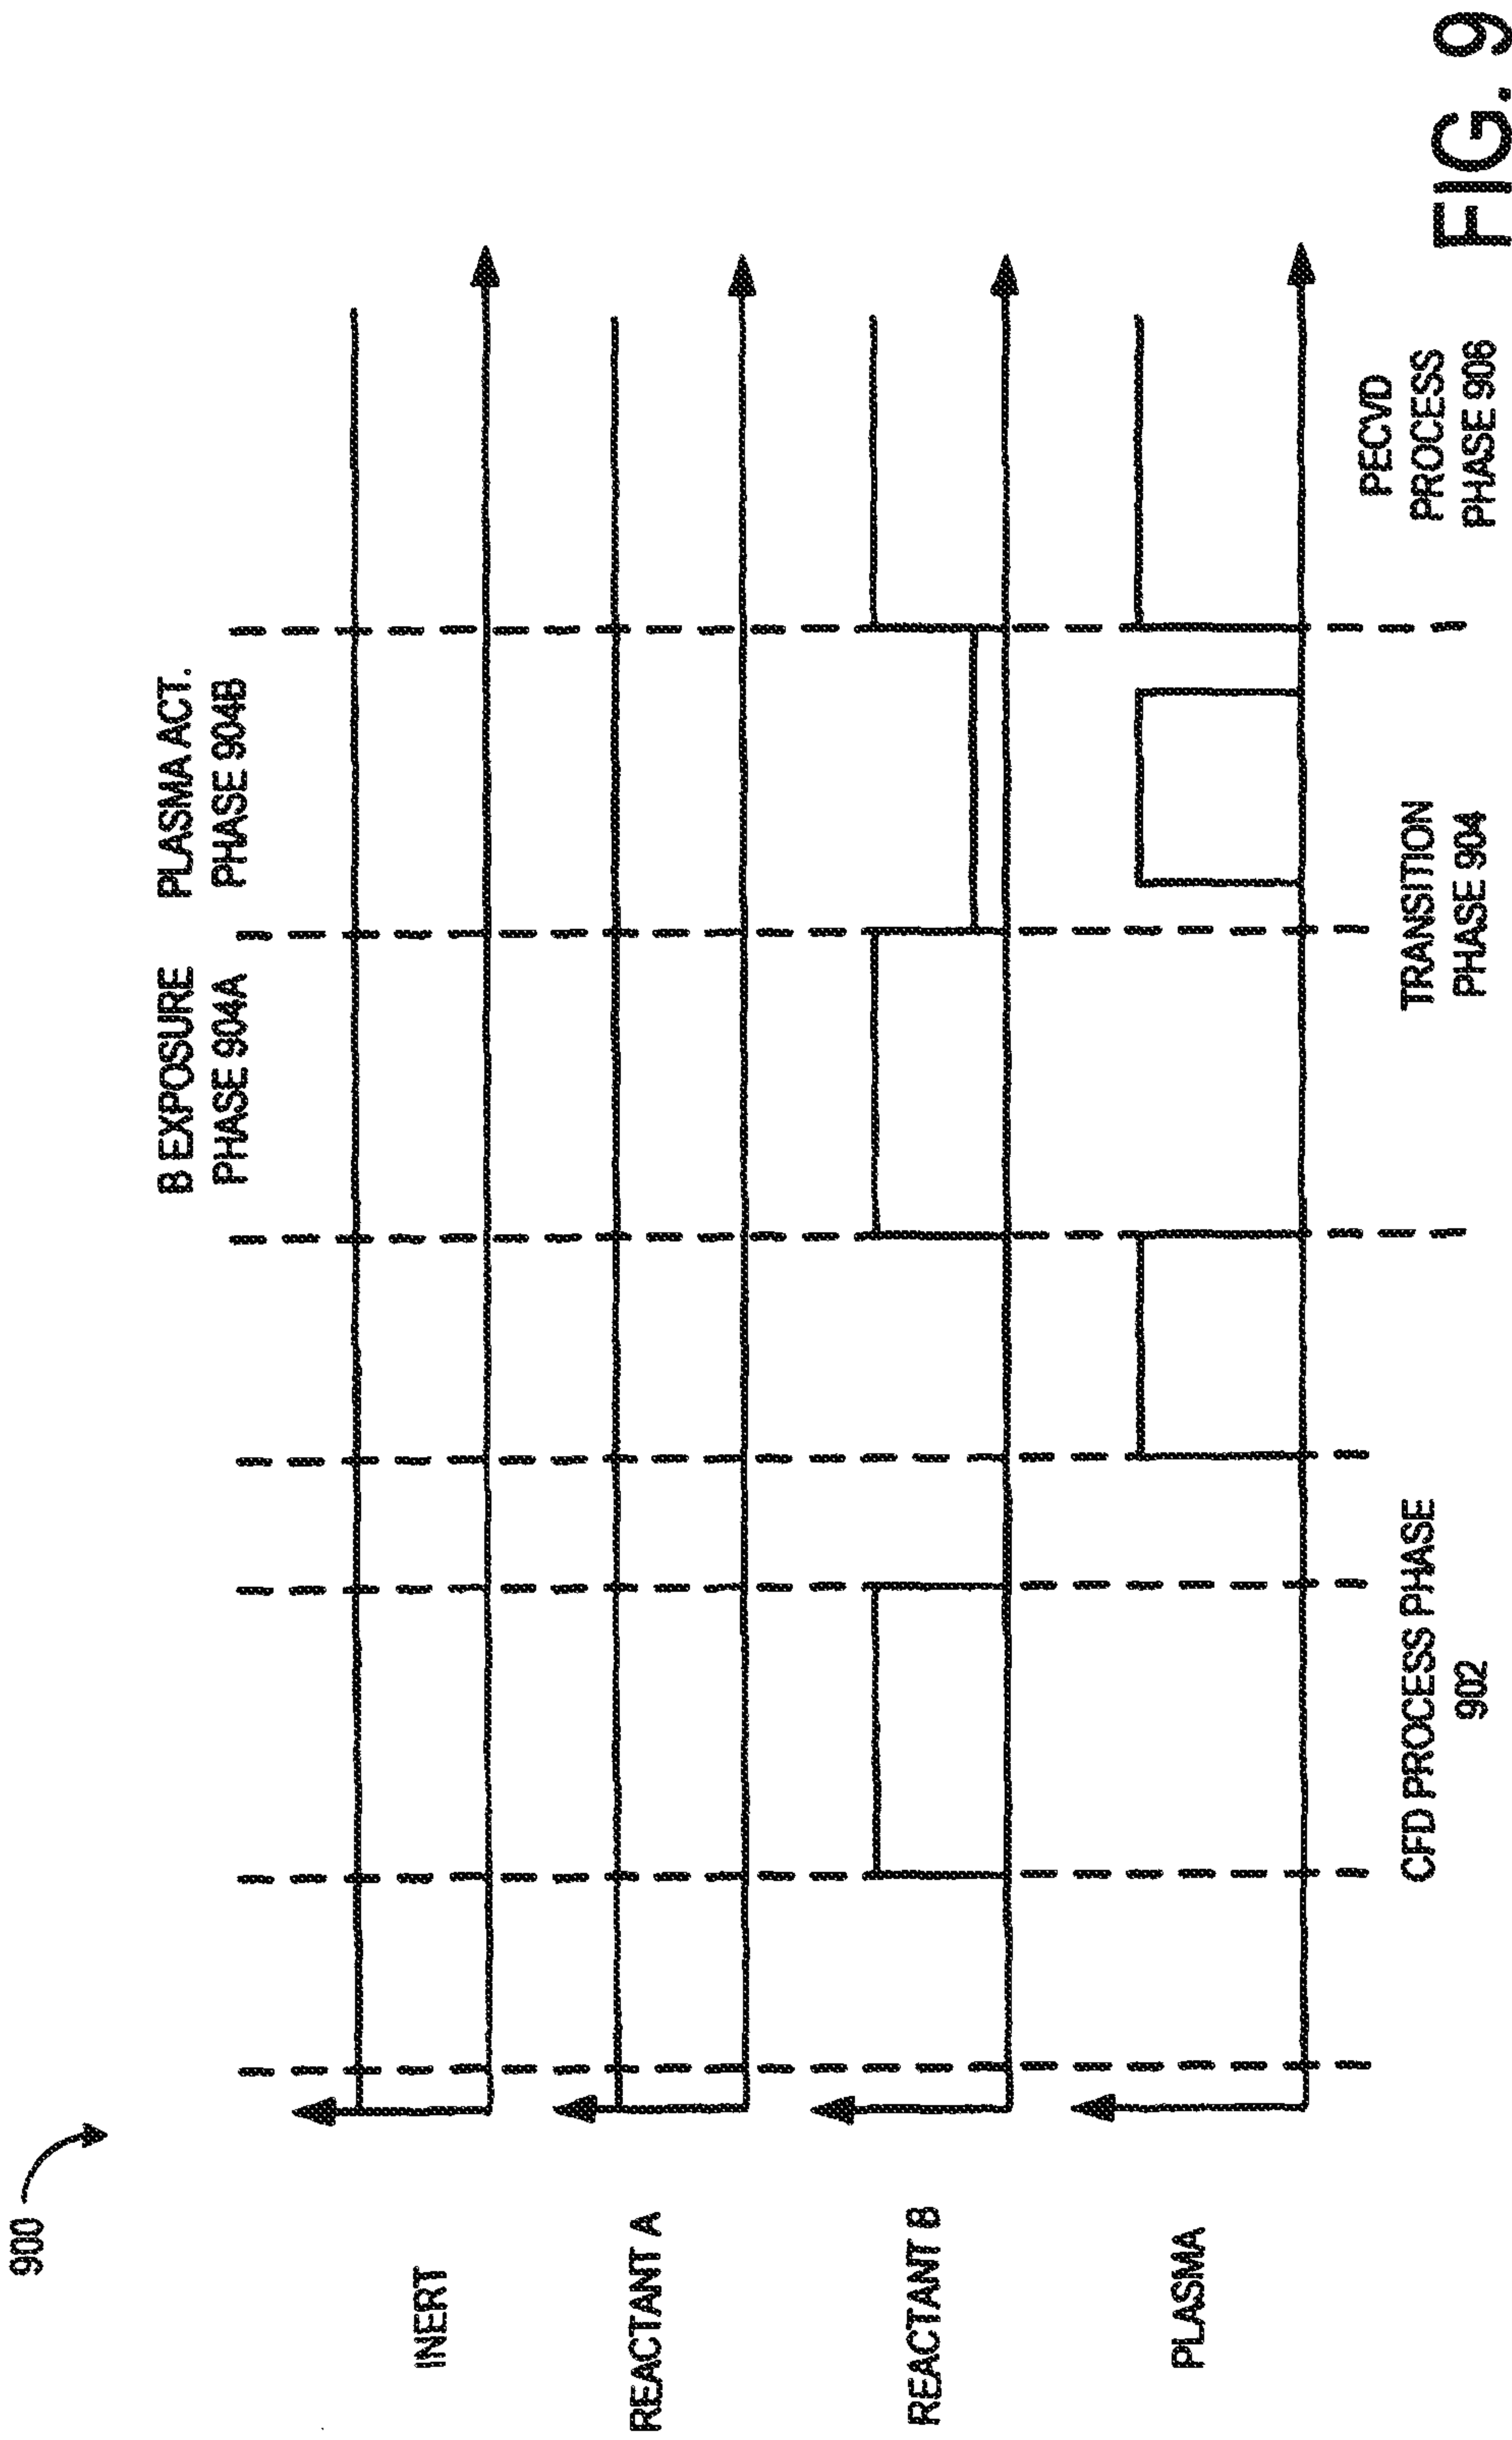 900
B EXPOSURE
PHASE 904A
PLASMA ACT.
PHASE 904B
INERT
REACTANT A
REACTANT B
PLASMA
CFD PROCESS PHASE
902
TRANSITION
PHASE 904
PECVD
PROCESS
PHASE 906
FIG. 9